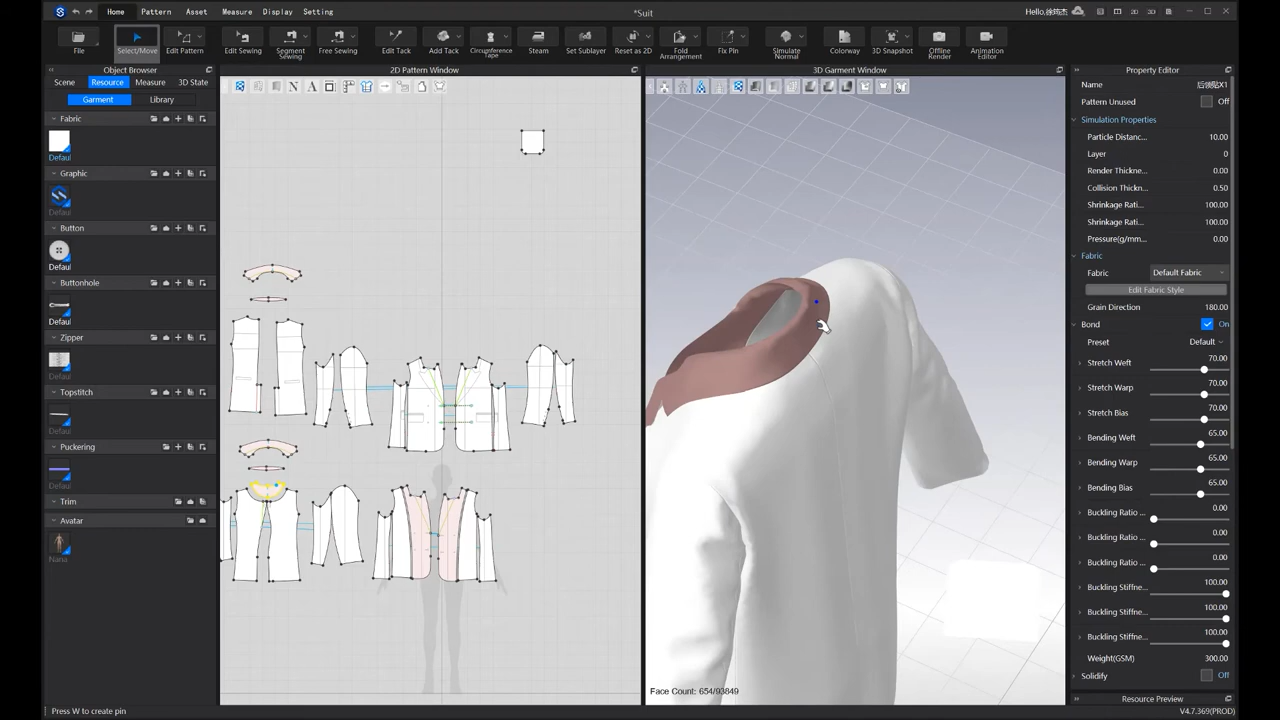 Home Pattern Asset Measure Display Setting
*Suit
Hello,徐炜杰
File
Select/Move
Edit Pattern
Edit Sewing
Segment Sewing
Free Sewing
Edit Tack
Add Tack
Circumference Tape
Steam
Set Sublayer
Reset as 2D
Fold Arrangement
Fix Pin
Simulate Normal
Colorway
3D Snapshot
Offline Render
Animation Editor
Object Browser
2D Pattern Window
3D Garment Window
Property Editor
Scene Resource Measure 3D State
Garment Library
Fabric
Defaul
Graphic
Defaul
Button
Defaul
Buttonhole
Defaul
Zipper
Defaul
Topstitch
Defaul
Puckering
Defaul
Trim
Avatar
Nana
Face Count: 654/93849
Name 后领贴X1
Pattern Unused Off
Simulation Properties
Particle Distanc... 10.00
Layer 0
Render Thickne... 0.00
Collision Thickn... 0.50
Shrinkage Rati... 100.00
Shrinkage Rati... 100.00
Pressure(g/mm... 0.00
Fabric
Fabric Default Fabric
Edit Fabric Style
Grain Direction 180.00
Bond On
Preset Default
Stretch Weft 70.00
Stretch Warp 70.00
Stretch Bias 70.00
Bending Weft 65.00
Bending Warp 65.00
Bending Bias 65.00
Buckling Ratio ... 0.00
Buckling Ratio ... 0.00
Buckling Ratio ... 0.00
Buckling Stiffne... 100.00
Buckling Stiffne... 100.00
Buckling Stiffne... 100.00
Weight(GSM) 300.00
Solidify Off
Resource Preview
Press W to create pin
V4.7.369(PROD)